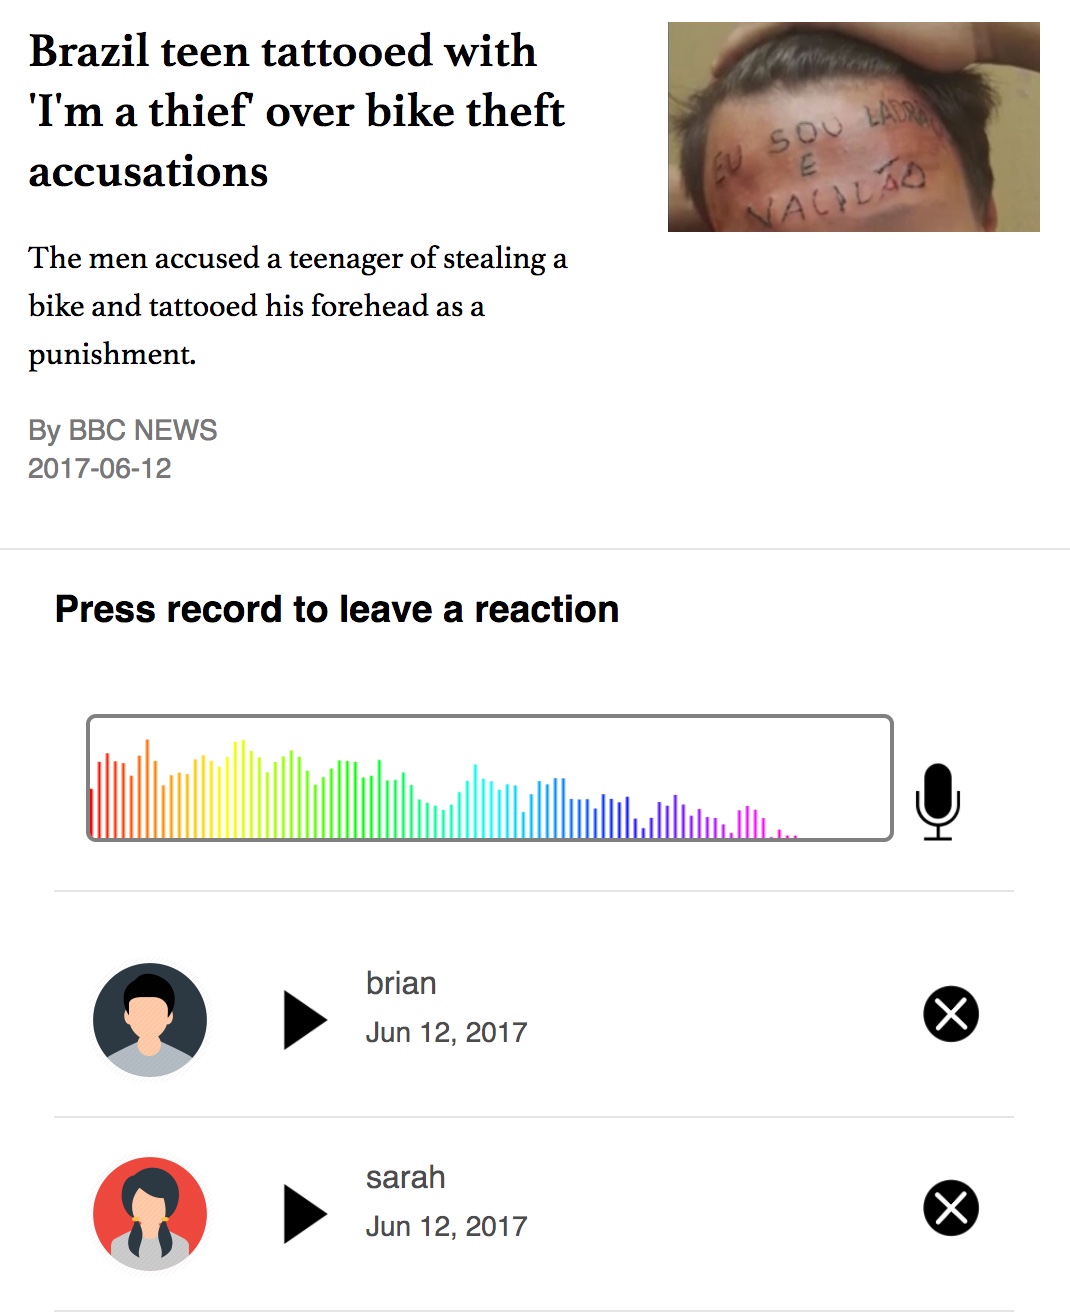 Brazil teen tattooed with
'I'm a thief' over bike theft
accusations
The men accused a teenager of stealing a
bike and tattooed his forehead as a
punishment.
By BBC NEWS
2017-06-12
EU SOU LADRÃO
E
VACILÃO
Press record to leave a reaction
brian
Jun 12, 2017
sarah
Jun 12, 2017